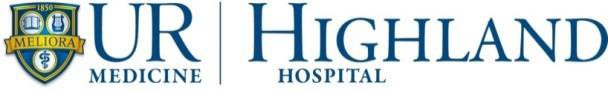 1850
MELIORA
UR
MEDICINE
HIGHLAND
HOSPITAL